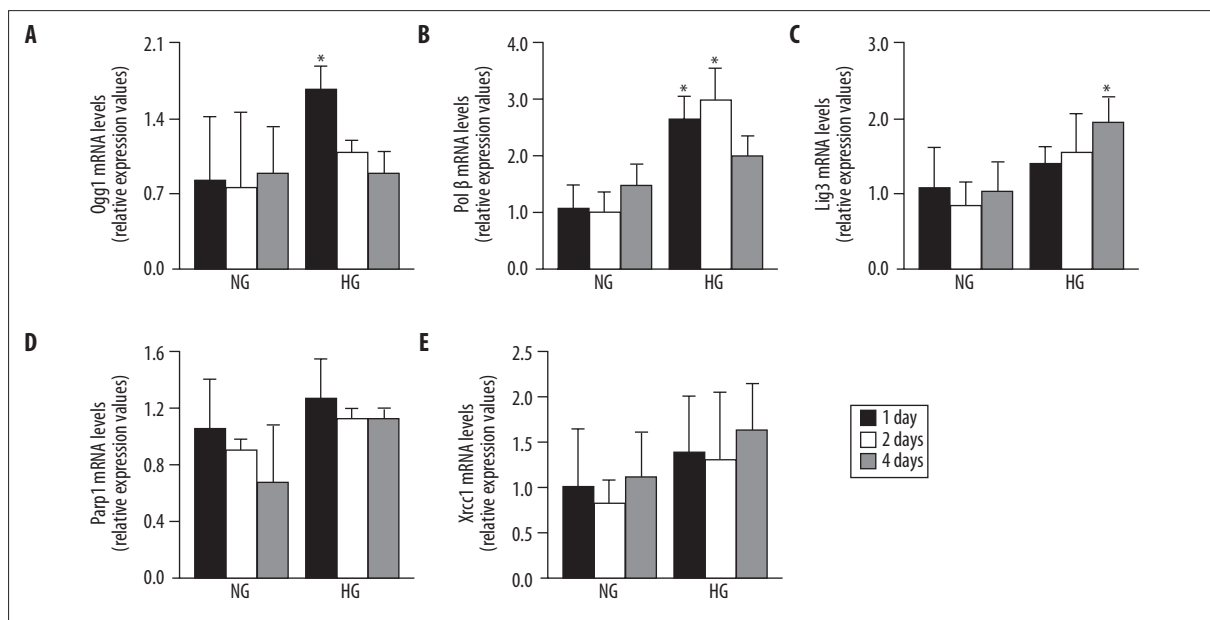 A
Ogg1 mRNA levels
(relative expression values)
2.1
1.4
0.7
0.0
*
NG
HG
B
Pol β mRNA levels
(relative expression values)
4.0
3.0
2.0
1.0
0.0
*
*
NG
HG
C
Lig3 mRNA levels
(relative expression values)
3.0
2.0
1.0
0.0
*
NG
HG
D
Parp1 mRNA levels
(relative expression values)
1.6
1.2
0.8
0.4
0.0
NG
HG
E
Xrcc1 mRNA levels
(relative expression values)
2.5
2.0
1.5
1.0
0.5
0.0
NG
HG
1 day
2 days
4 days